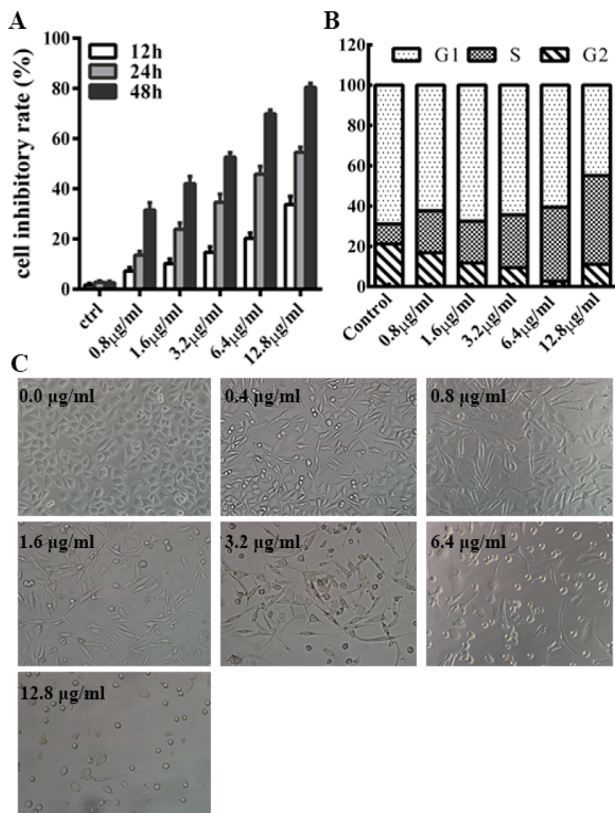 A
cell inhibitory rate (%)
100
80
60
40
20
0
12h
24h
48h
ctrl
0.8μg/ml
1.6μg/ml
3.2μg/ml
6.4μg/ml
12.8μg/ml
B
120
100
80
60
40
20
0
G1 S G2
Control
0.8μg/ml
1.6μg/ml
3.2μg/ml
6.4μg/ml
12.8μg/ml
C
0.0 μg/ml
0.4 μg/ml
0.8 μg/ml
1.6 μg/ml
3.2 μg/ml
6.4 μg/ml
12.8 μg/ml